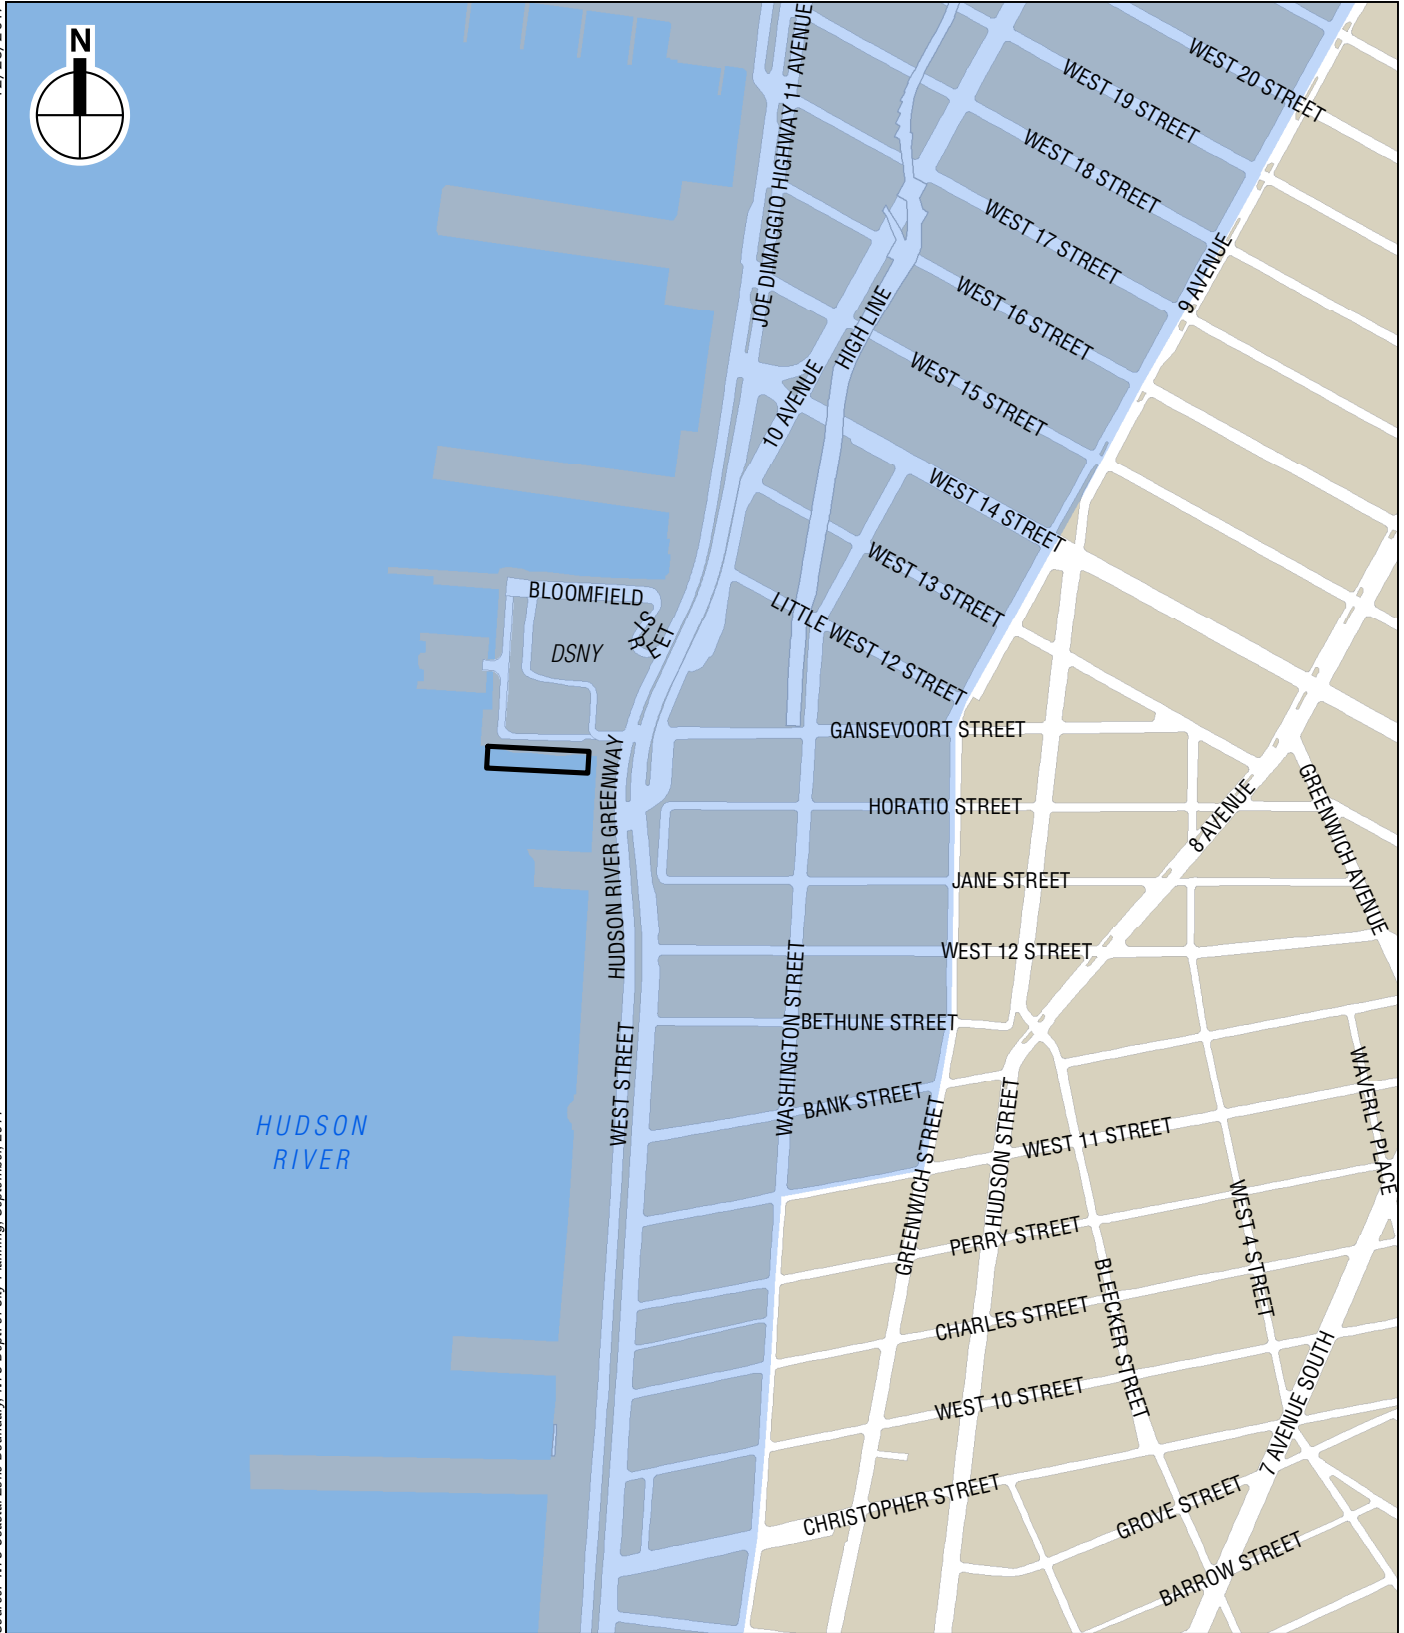 N
WEST 20 STREET
WEST 19 STREET
JOE DIMAGGIO HIGHWAY 11 AVENUE
WEST 18 STREET
WEST 17 STREET
9 AVENUE
WEST 16 STREET
HIGH LINE
WEST 15 STREET
10 AVENUE
WEST 14 STREET
WEST 13 STREET
BLOOMFIELD
STREET
LITTLE WEST 12 STREET
DSNY
GANSEVOORT STREET
HORATIO STREET
8 AVENUE
GREENWICH AVENUE
HUDSON RIVER GREENWAY
JANE STREET
WEST 12 STREET
WASHINGTON STREET
BETHUNE STREET
WEST STREET
BANK STREET
WAVERLY PLACE
HUDSON
RIVER
WEST 11 STREET
GREENWICH STREET
HUDSON STREET
PERRY STREET
WEST 4 STREET
CHARLES STREET
BLEECKER STREET
WEST 10 STREET
7 AVENUE SOUTH
CHRISTOPHER STREET
GROVE STREET
BARROW STREET